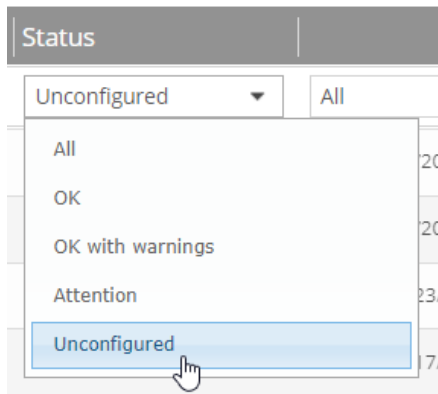 Status
Unconfigured
All
All
OK
OK with warnings
Attention
Unconfigured